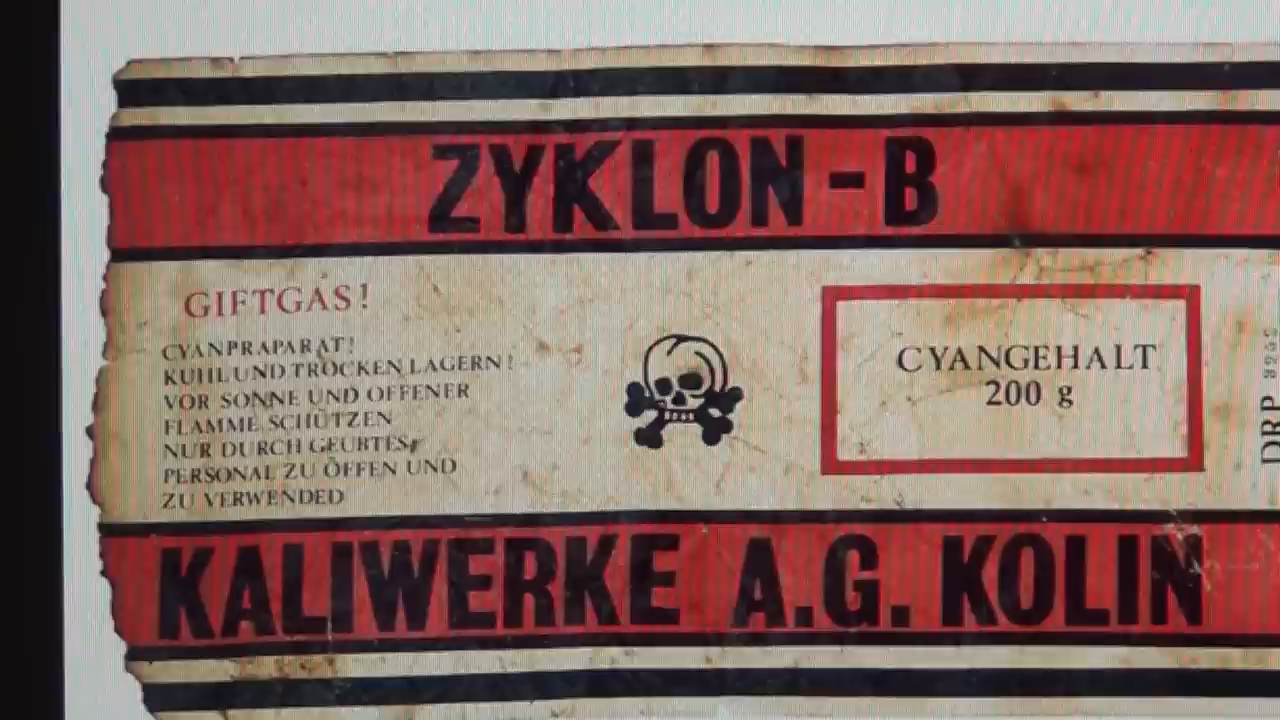 ZYKLON-B
GIFTGAS!
CYANPRAPARAT!
KUHL UND TROCKEN LAGERN!
VOR SONNE UND OFFENER
FLAMME SCHÜTZEN
NUR DURCH GEUBTES
PERSONAL ZU ÖFFEN UND
ZU VERWENDED
CYANGEHALT
200 g
DRP
KALIWERKE A.G. KOLIN